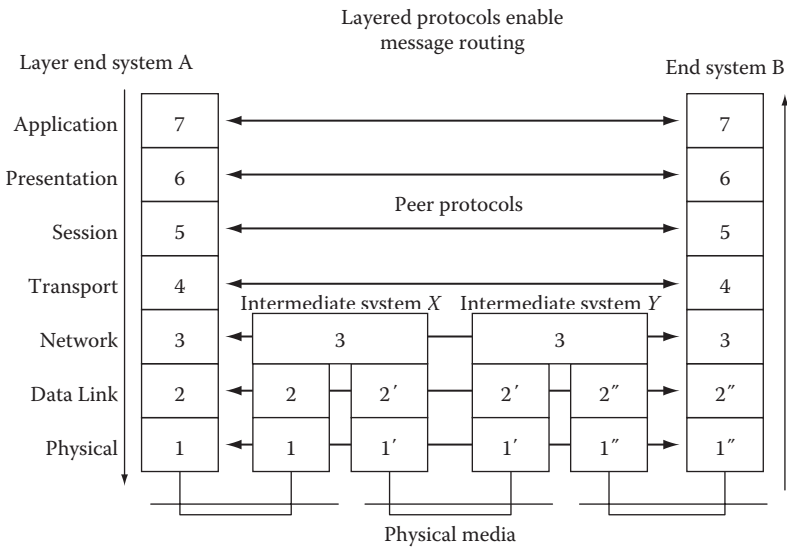 Layered protocols enable
message routing
Layer end system A
End system B
Application 7 7
Presentation 6 6
Peer protocols
Session 5 5
Transport 4 4
Intermediate system X Intermediate system Y
Network 3 3 3 3
Data Link 2 2 2′ 2′ 2″ 2″
Physical 1 1 1′ 1′ 1″ 1″
Physical media